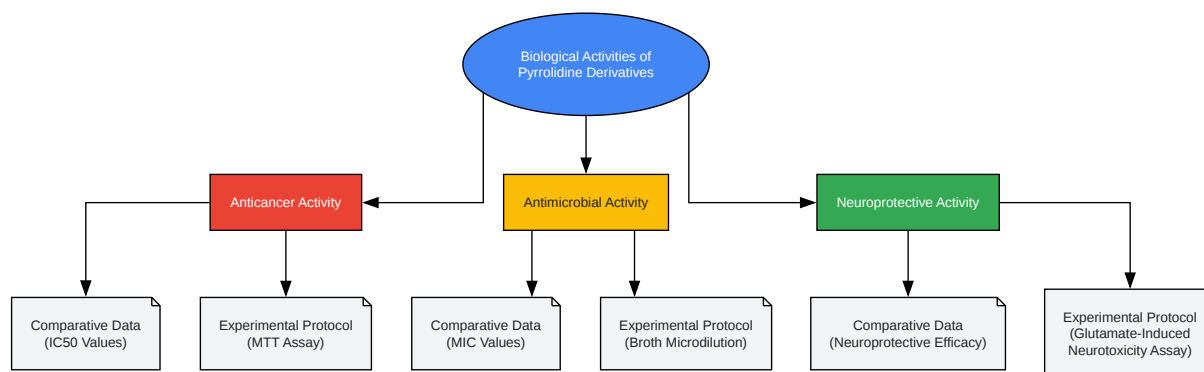 Biological Activities of
Pyrrolidine Derivatives
Anticancer Activity
Antimicrobial Activity
Neuroprotective Activity
Comparative Data
(IC50 Values)
Experimental Protocol
(MTT Assay)
Comparative Data
(MIC Values)
Experimental Protocol
(Broth Microdilution)
Comparative Data
(Neuroprotective Efficacy)
Experimental Protocol
(Glutamate-Induced
Neurotoxicity Assay)